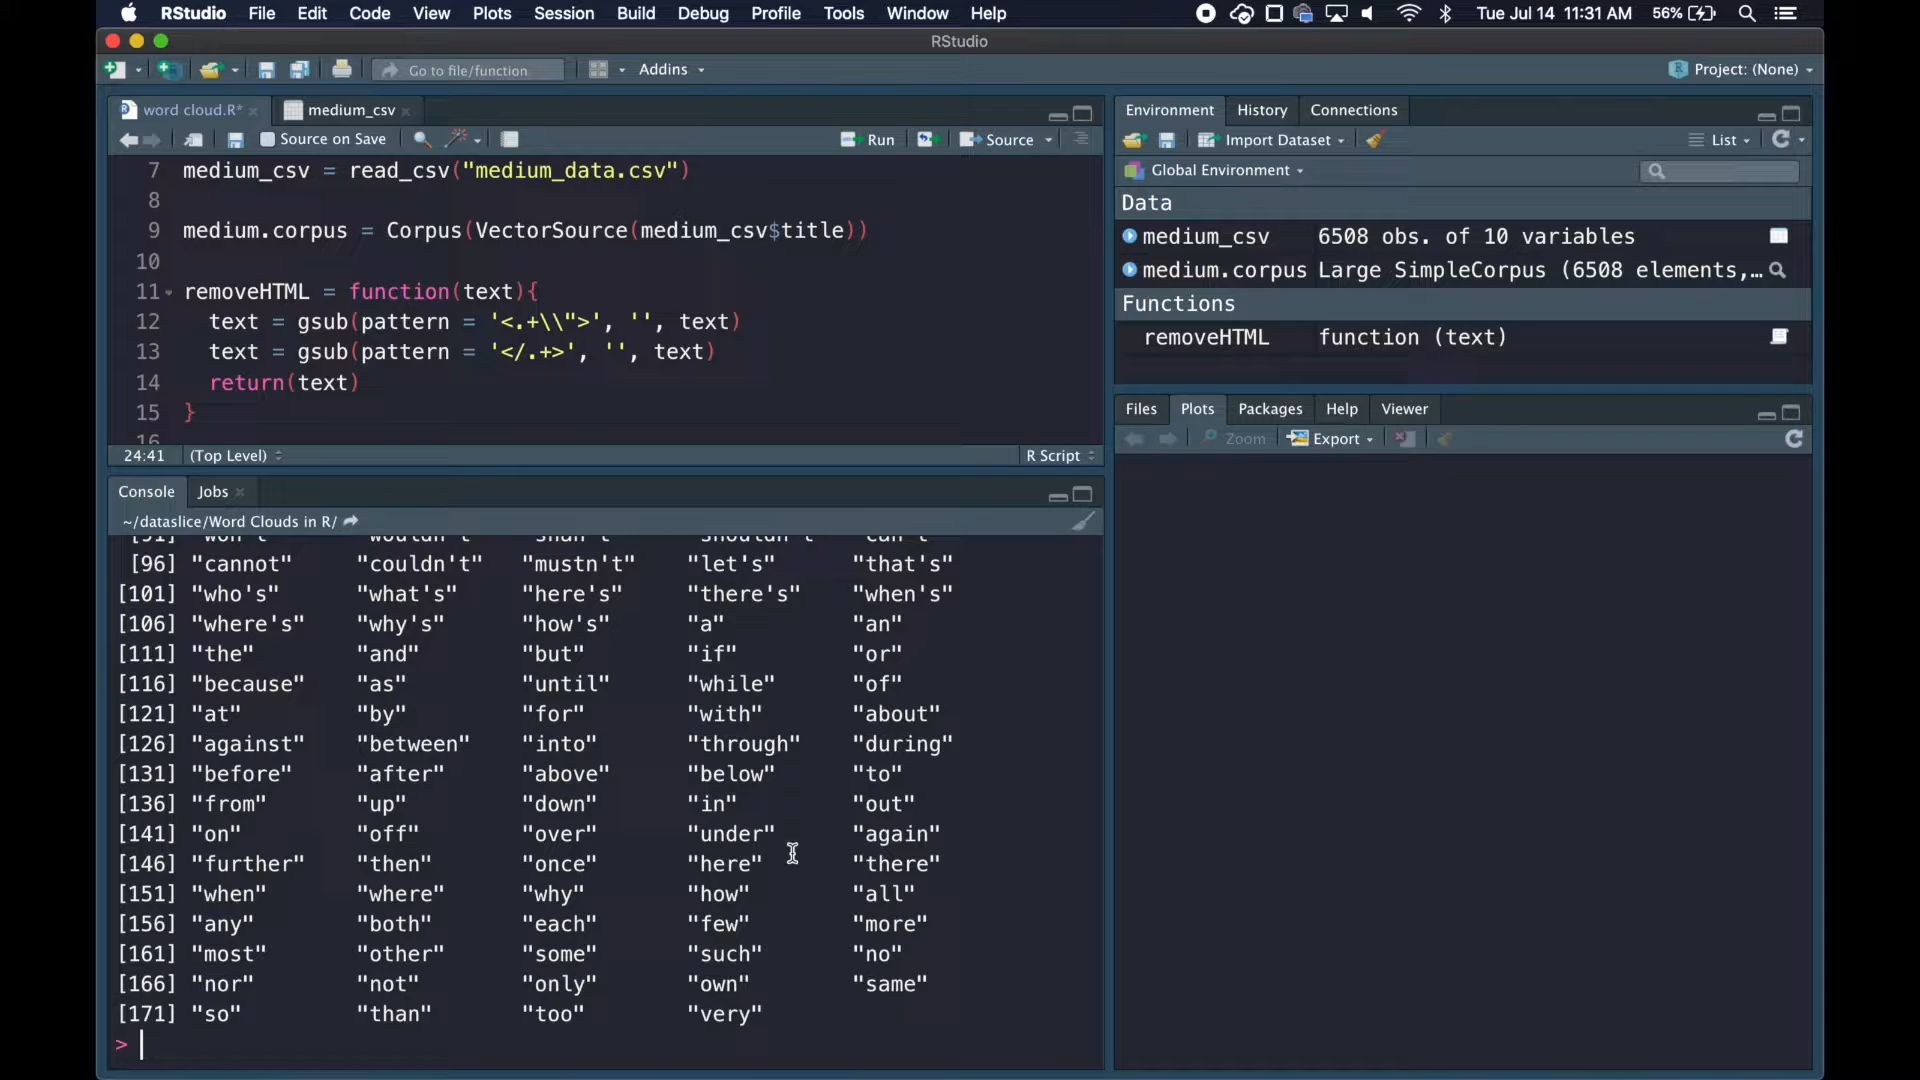 RStudio File Edit Code View Plots Session Build Debug Profile Tools Window Help Tue Jul 14 11:31 AM 56%
RStudio
Go to file/function Addins Project: (None)
word cloud.R* medium_csv
Source on Save Run Source
7 medium_csv = read_csv("medium_data.csv")
8
9 medium.corpus = Corpus(VectorSource(medium_csv$title))
10
11 removeHTML = function(text){
12 text = gsub(pattern = '<.+\\">', '', text)
13 text = gsub(pattern = '</.+>', '', text)
14 return(text)
15 }
16
24:41 (Top Level) R Script
Console Jobs
~/dataslice/Word Clouds in R/
[91] "won't" "wouldn't" "shan't" "shouldn't" "can't"
[96] "cannot" "couldn't" "mustn't" "let's" "that's"
[101] "who's" "what's" "here's" "there's" "when's"
[106] "where's" "why's" "how's" "a" "an"
[111] "the" "and" "but" "if" "or"
[116] "because" "as" "until" "while" "of"
[121] "at" "by" "for" "with" "about"
[126] "against" "between" "into" "through" "during"
[131] "before" "after" "above" "below" "to"
[136] "from" "up" "down" "in" "out"
[141] "on" "off" "over" "under" "again"
[146] "further" "then" "once" "here" "there"
[151] "when" "where" "why" "how" "all"
[156] "any" "both" "each" "few" "more"
[161] "most" "other" "some" "such" "no"
[166] "nor" "not" "only" "own" "same"
[171] "so" "than" "too" "very"
>
Environment History Connections
Import Dataset List
Global Environment
Data
medium_csv 6508 obs. of 10 variables
medium.corpus Large SimpleCorpus (6508 elements,…
Functions
removeHTML function (text)
Files Plots Packages Help Viewer
Zoom Export